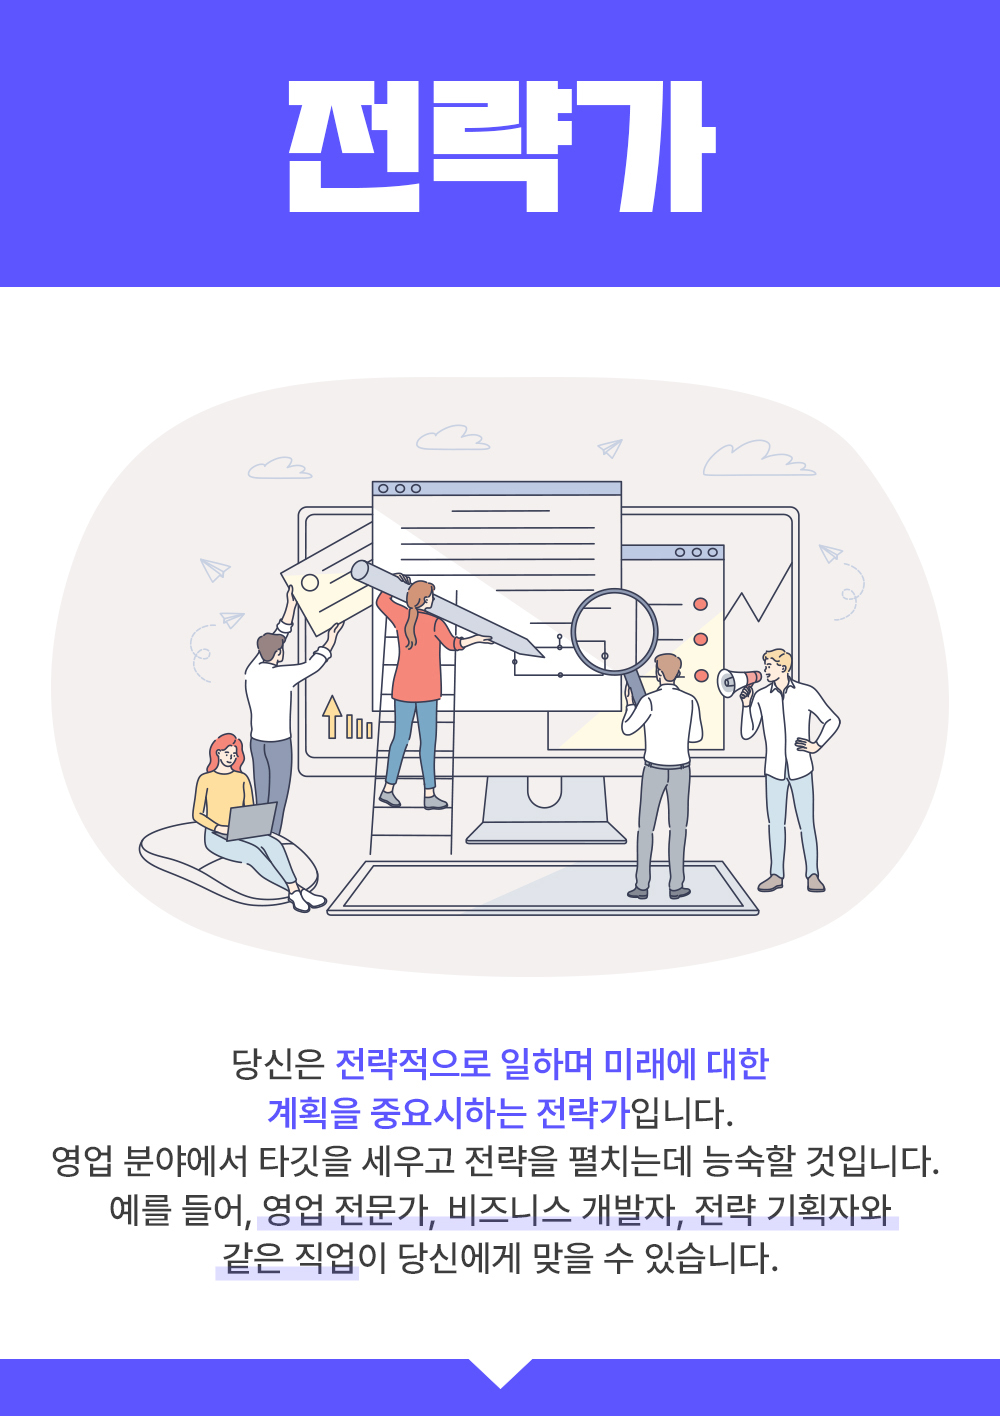 전략가
당신은 전략적으로 일하며 미래에 대한
계획을 중요시하는 전략가입니다.
영업 분야에서 타깃을 세우고 전략을 펼치는데 능숙할 것입니다.
예를 들어, 영업 전문가, 비즈니스 개발자, 전략 기획자와
같은 직업이 당신에게 맞을 수 있습니다.